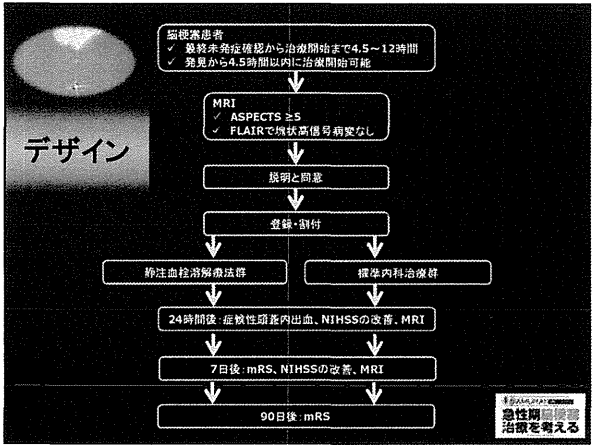 脳梗塞患者
✓ 最終未発症確認から治療開始まで4.5～12時間
✓ 発見から4.5時間以内に治療開始可能
デザイン
MRI
✓ ASPECTS ≥5
✓ FLAIRで塊状高信号病変なし
説明と同意
登録・割付
静注血栓溶解療法群
標準内科治療群
24時間後：症候性頭蓋内出血、NIHSSの改善、MRI
7日後：mRS、NIHSSの改善、MRI
90日後：mRS
急性期脳梗塞
治療を考える